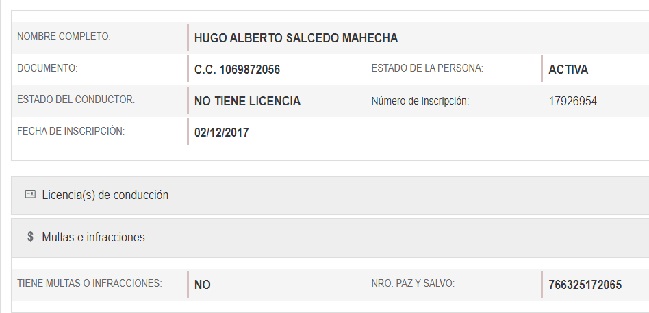 NOMBRE COMPLETO: HUGO ALBERTO SALCEDO MAHECHA
DOCUMENTO: C.C. 1069872056 ESTADO DE LA PERSONA: ACTIVA
ESTADO DEL CONDUCTOR: NO TIENE LICENCIA Número de inscripción: 17926954
FECHA DE INSCRIPCIÓN: 02/12/2017
Licencia(s) de conducción
$ Multas e infracciones
TIENE MULTAS O INFRACCIONES: NO NRO. PAZ Y SALVO: 766325172065